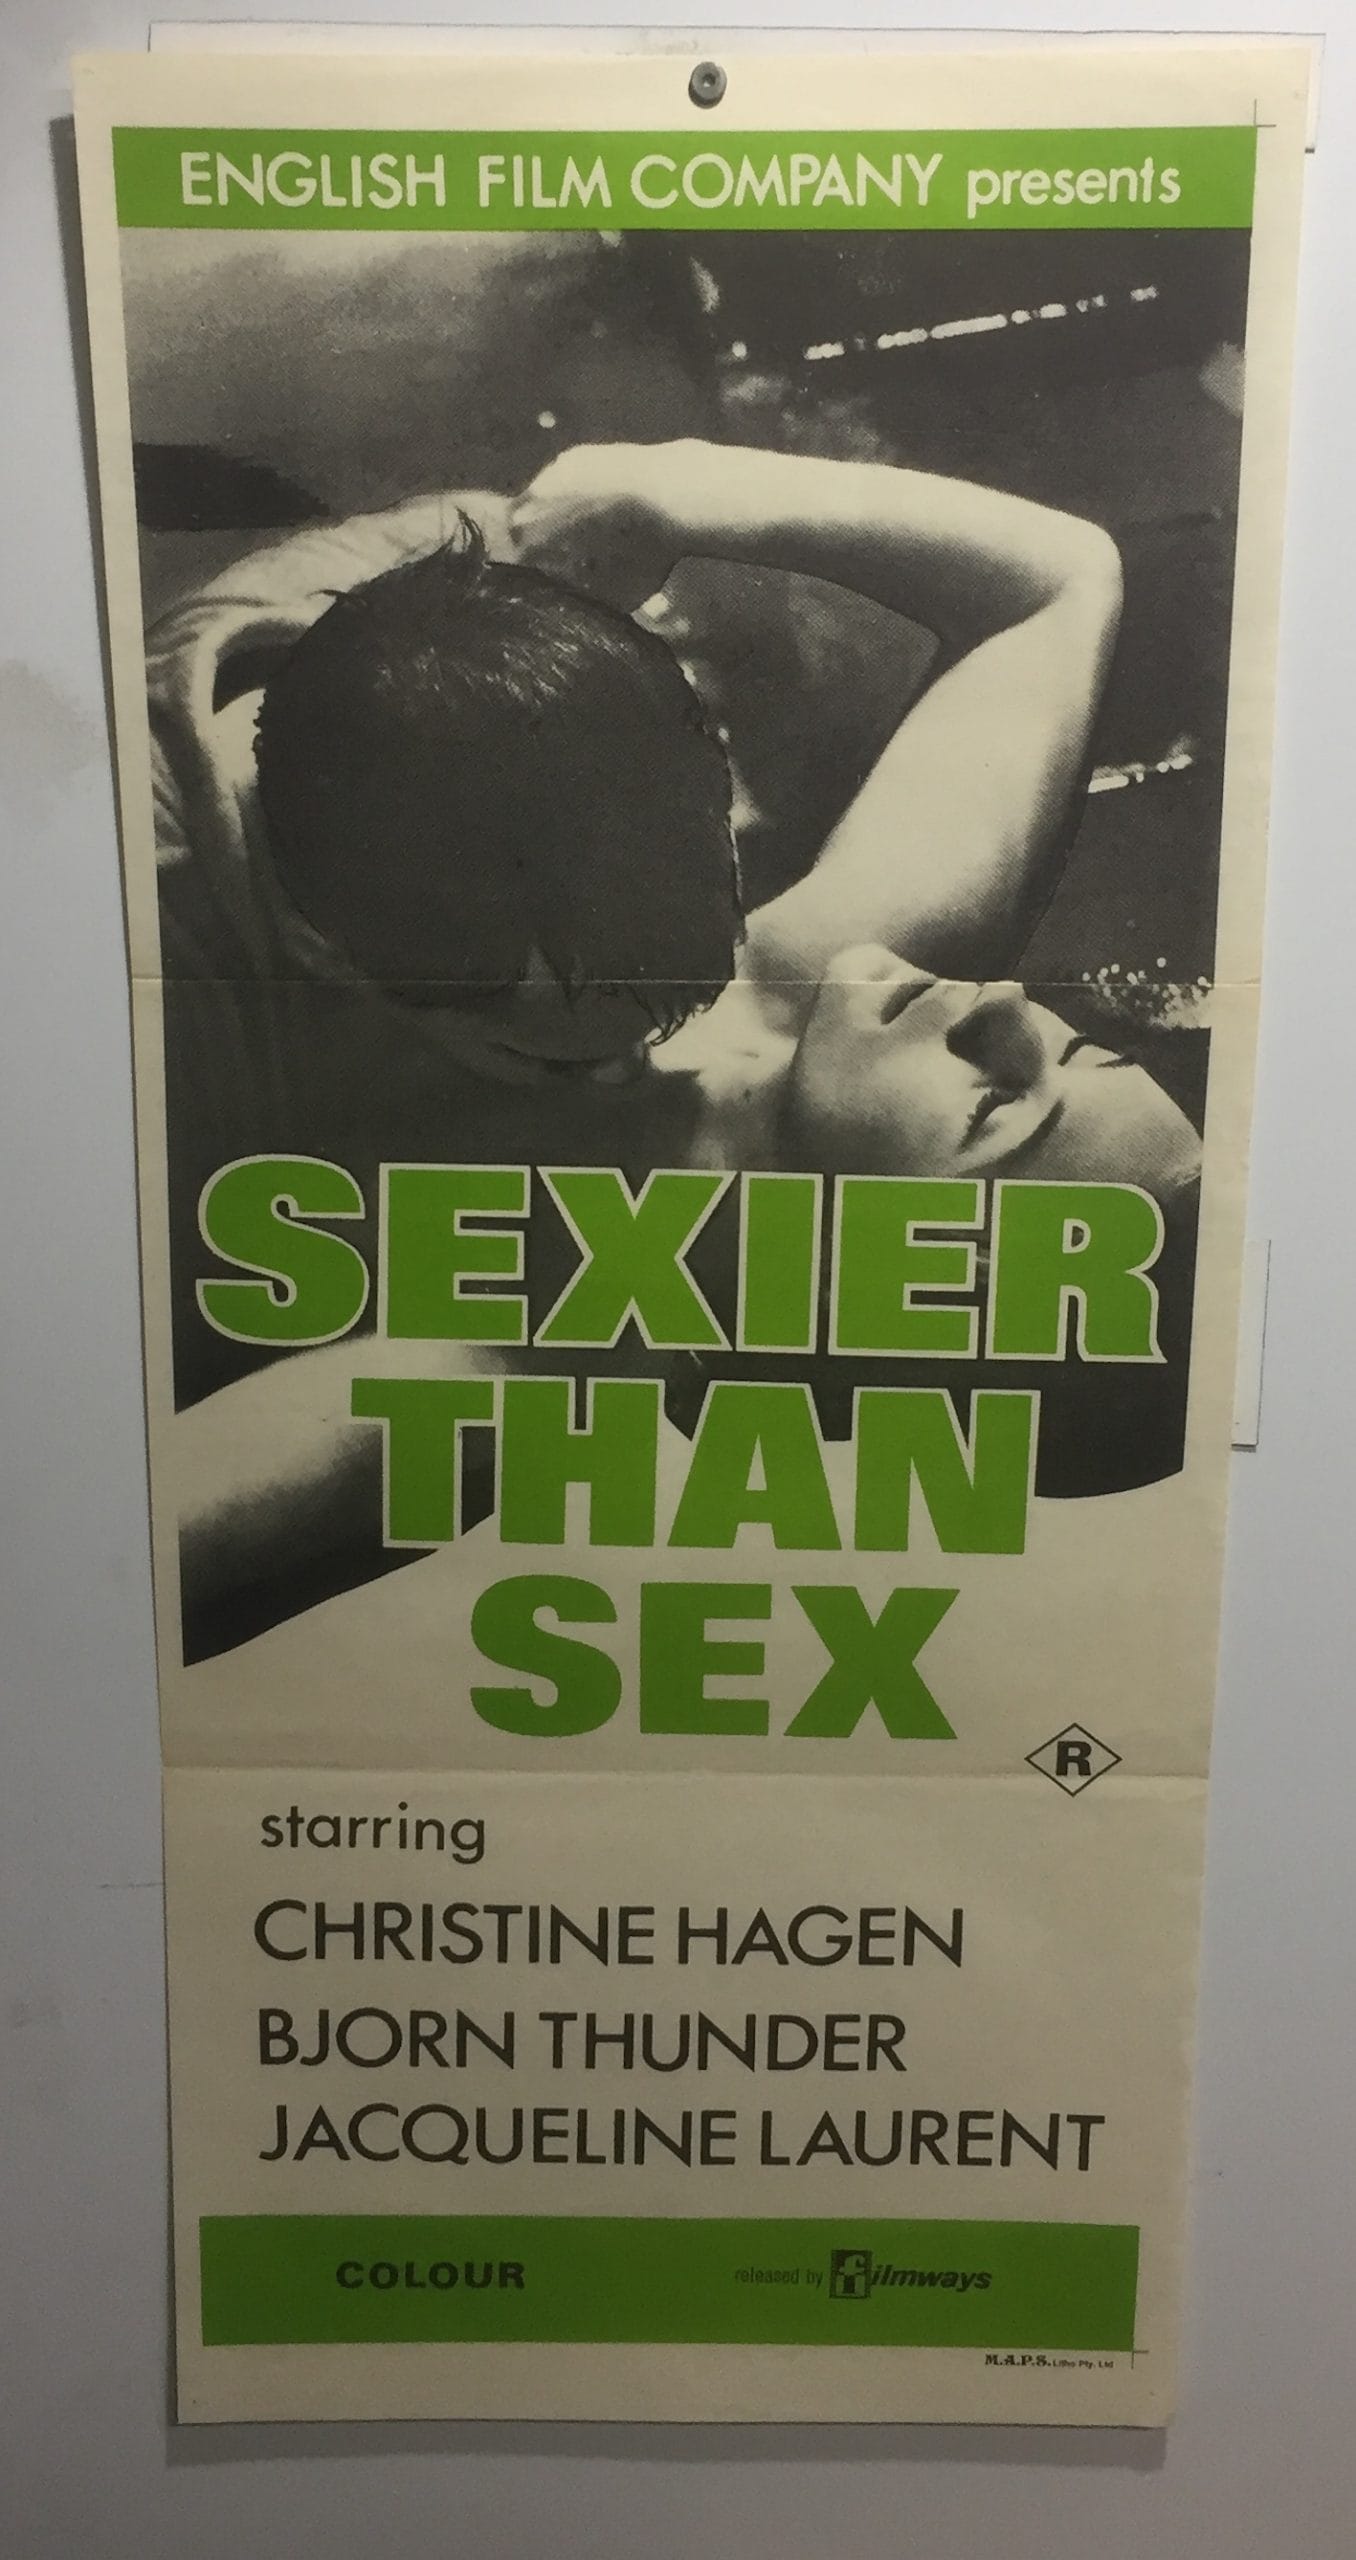 ENGLISH FILM COMPANY presents
SEXIER
THAN
SEX
R
starring
CHRISTINE HAGEN
BJORN THUNDER
JACQUELINE LAURENT
COLOUR
released by filmways
M.A.P.S. Litho Pty. Ltd